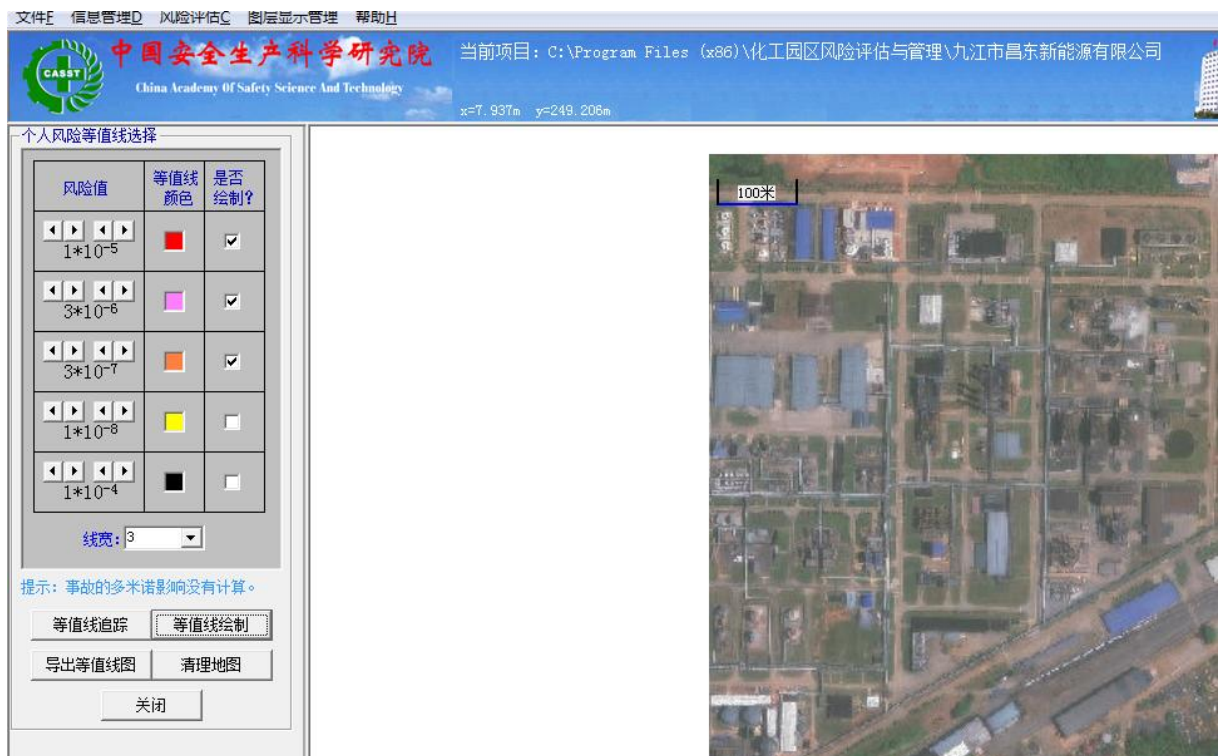 文件F 信息管理D 风险评估C 图层显示管理 帮助H
CASST
中国安全生产科学研究院
China Academy Of Safety Science And Technology
当前项目: C:\Program Files (x86)\化工园区风险评估与管理\九江市昌东新能源有限公司
x=7.937m y=249.206m
个人风险等值线选择
风险值 等值线颜色 是否绘制?
1*10-5
3*10-6
3*10-7
1*10-8
1*10-4
线宽: 3
提示: 事故的多米诺影响没有计算。
等值线追踪 等值线绘制
导出等值线图 清理地图
关闭
100米